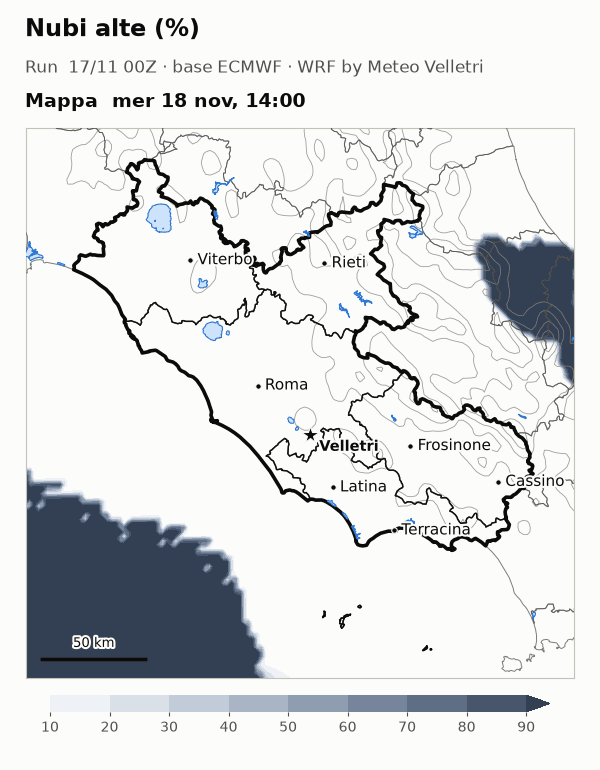 Nubi alte (%)
Run  17/11 00Z · base ECMWF · WRF by Meteo Velletri
Mappa  mer 18 nov, 14:00
Viterbo
Rieti
Roma
Velletri
Frosinone
Latina
Cassino
Terracina
50 km
10 20 30 40 50 60 70 80 90